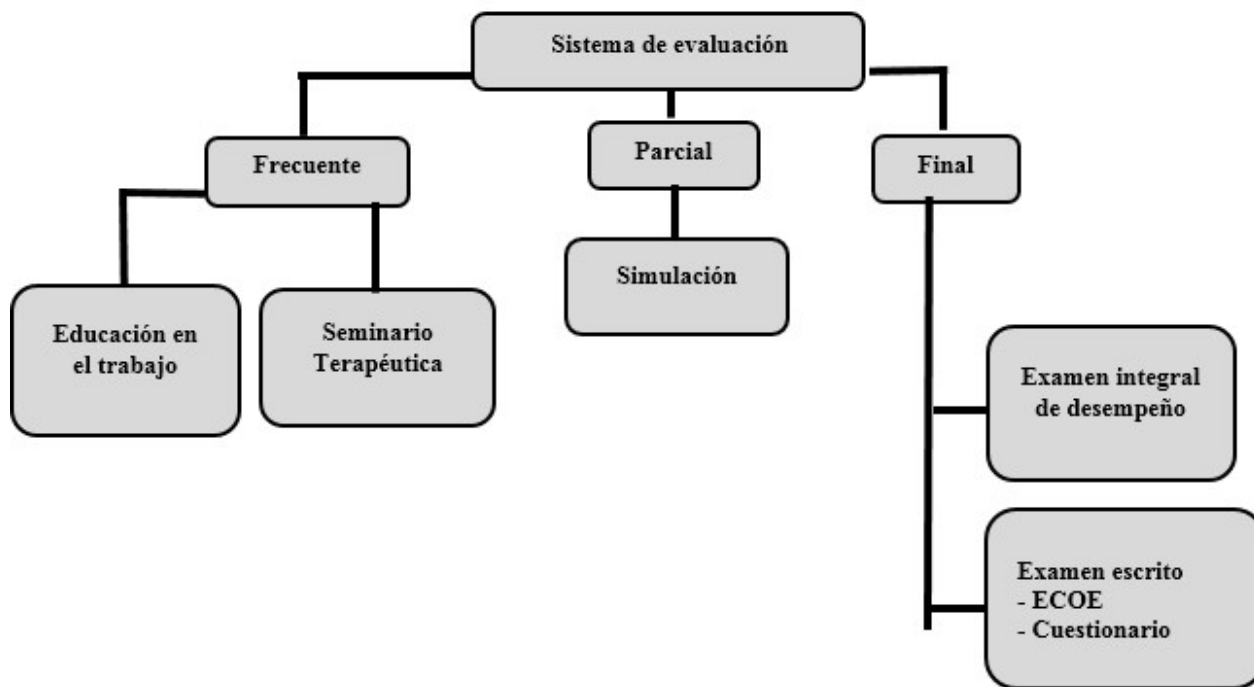 Sistema de evaluación
Frecuente
Parcial
Final
Educación en
el trabajo
Seminario
Terapéutica
Simulación
Examen integral
de desempeño
Examen escrito
- ECOE
- Cuestionario